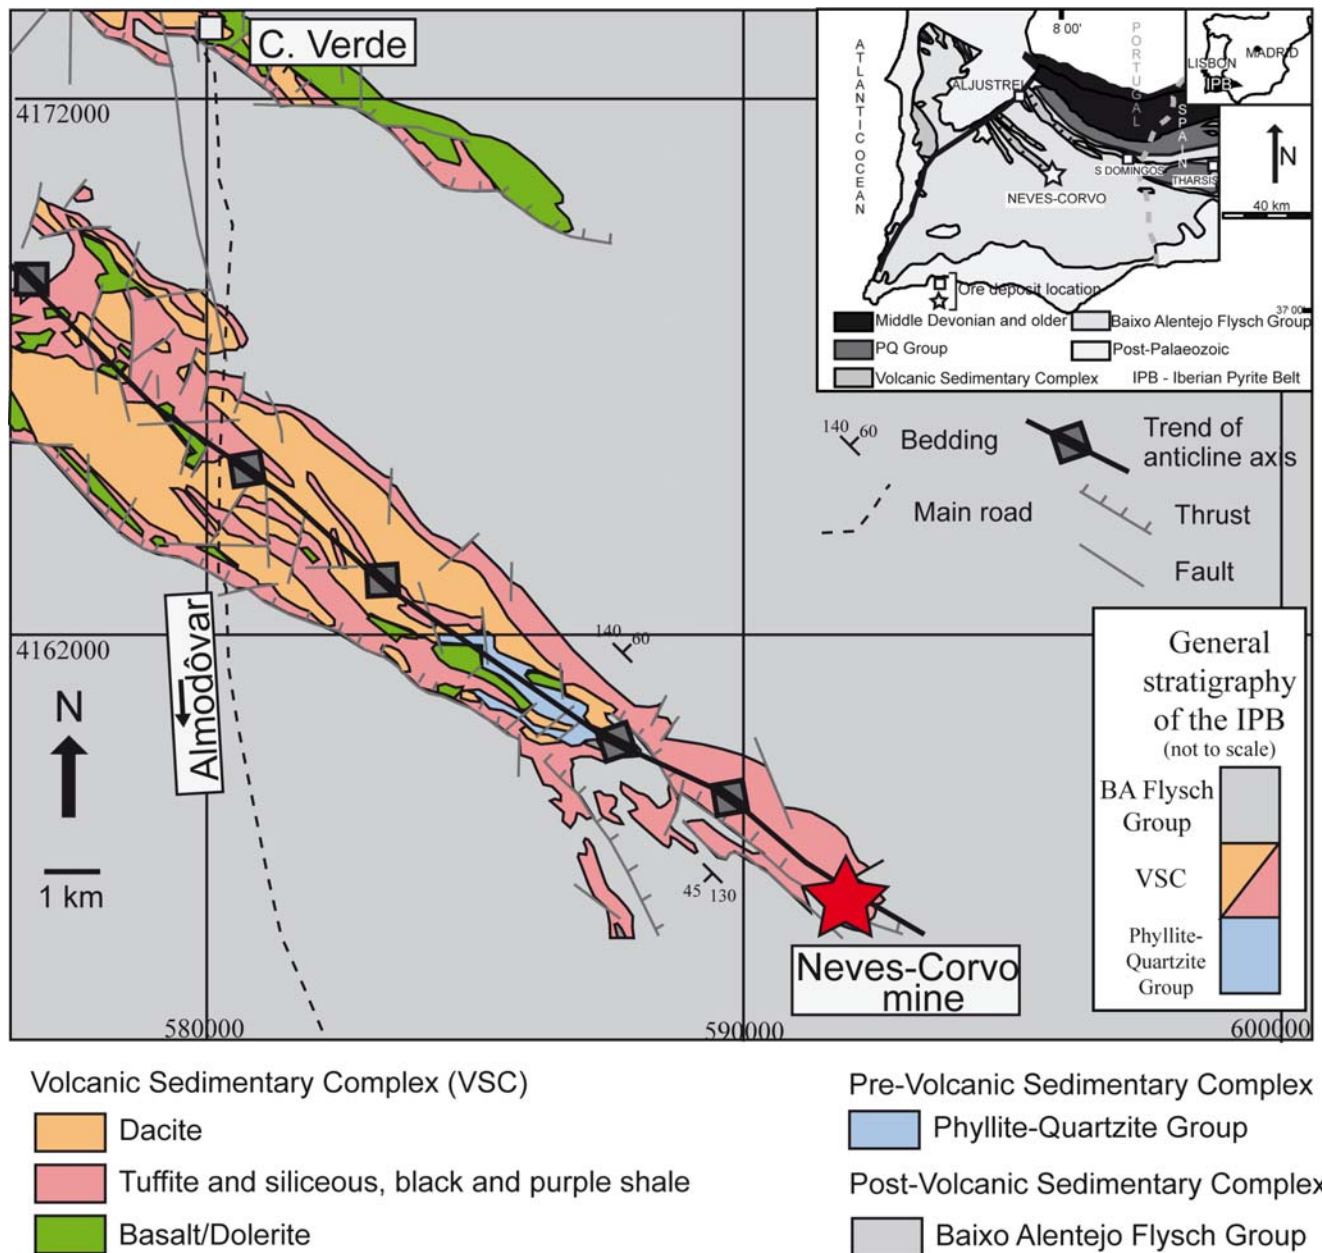 C. Verde
4172000
ATLANTIC OCEAN
8 00'
PORTUGAL
SPAIN
LISBON
MADRID
IPB
ALJUSTREL
S DOMINGOS
THARSIS
NEVES-CORVO
N
40 km
Ore deposit location
37 00'
Middle Devonian and older
Baixo Alentejo Flysch Group
PQ Group
Post-Palaeozoic
Volcanic Sedimentary Complex
IPB - Iberian Pyrite Belt
140 60
Bedding
Trend of
anticline axis
Main road
Thrust
Fault
4162000
140
60
Almodôvar
N
1 km
45 130
Neves-Corvo
mine
General
stratigraphy
of the IPB
(not to scale)
BA Flysch
Group
VSC
Phyllite-
Quartzite
Group
580000
590000
600000
Volcanic Sedimentary Complex (VSC)
Dacite
Tuffite and siliceous, black and purple shale
Basalt/Dolerite
Pre-Volcanic Sedimentary Complex
Phyllite-Quartzite Group
Post-Volcanic Sedimentary Complex
Baixo Alentejo Flysch Group